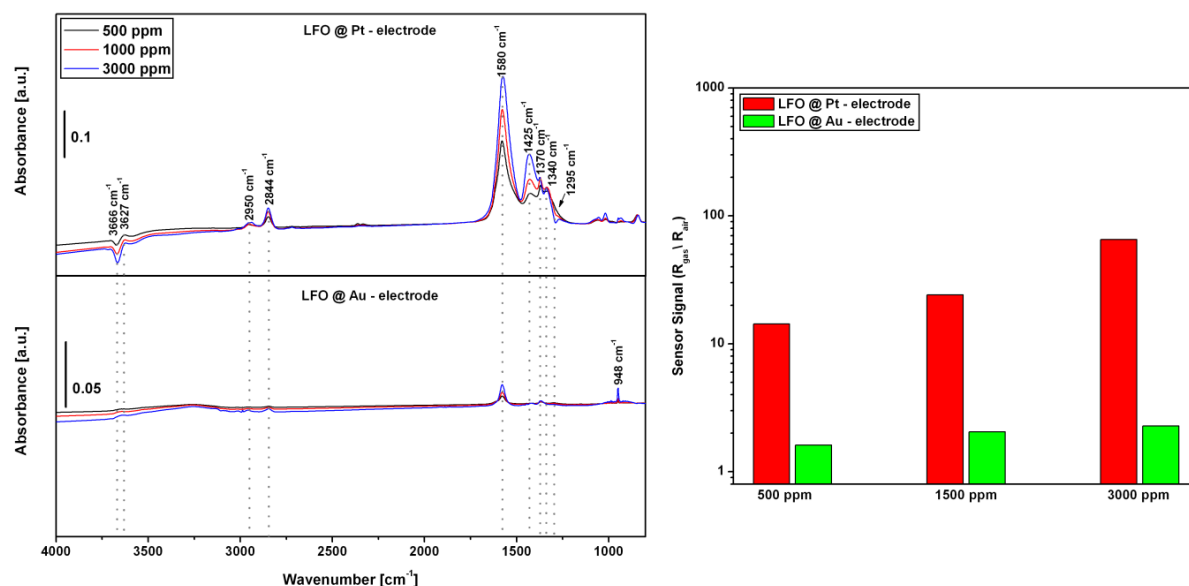 500 ppm
1000 ppm
3000 ppm
LFO @ Pt - electrode
Absorbance [a.u.]
0.1
3666 cm⁻¹
3627 cm⁻¹
2950 cm⁻¹
2844 cm⁻¹
1580 cm⁻¹
1425 cm⁻¹
1370 cm⁻¹
1340 cm⁻¹
1295 cm⁻¹
LFO @ Au - electrode
Absorbance [a.u.]
0.05
948 cm⁻¹
4000 3500 3000 2500 2000 1500 1000
Wavenumber [cm⁻¹]
LFO @ Pt - electrode
LFO @ Au - electrode
Sensor Signal (R_gas \ R_air)
1000
100
10
1
500 ppm 1500 ppm 3000 ppm